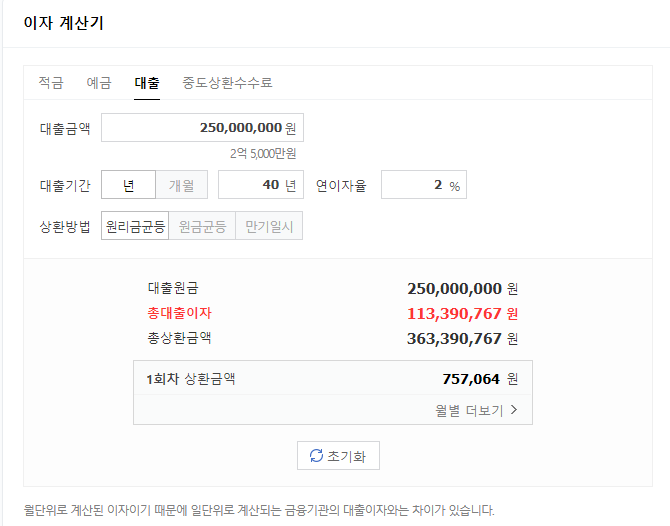 이자 계산기
적금 예금 대출 중도상환수수료
대출금액 250,000,000 원
2억 5,000만원
대출기간 년 개월 40 년 연이자율 2 %
상환방법 원리금균등 원금균등 만기일시
대출원금 250,000,000 원
총대출이자 113,390,767 원
총상환금액 363,390,767 원
1회차 상환금액 757,064 원
월별 더보기 >
초기화
월단위로 계산된 이자이기 때문에 일단위로 계산되는 금융기관의 대출이자와는 차이가 있습니다.